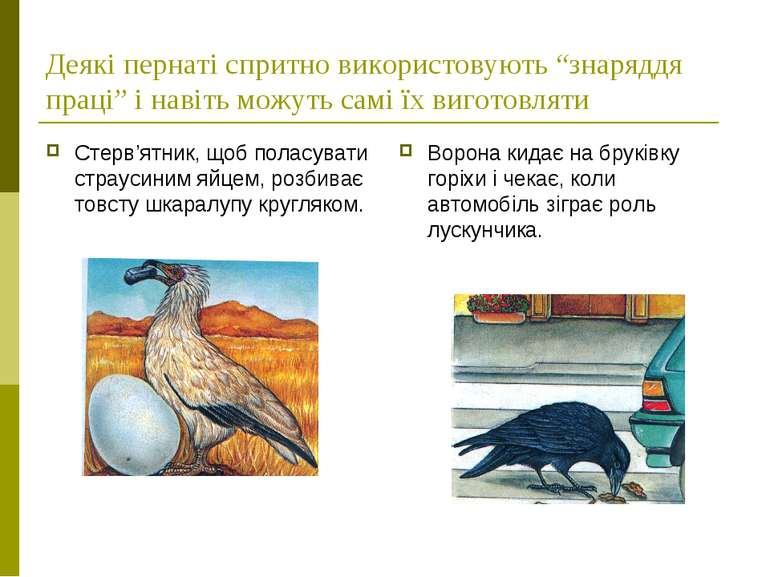 Деякі пернаті спритно використовують “знаряддя
праці” і навіть можуть самі їх виготовляти
Стерв’ятник, щоб поласувати
страусиним яйцем, розбиває
товсту шкаралупу кругляком.
Ворона кидає на бруківку
горіхи і чекає, коли
автомобіль зіграє роль
лускунчика.